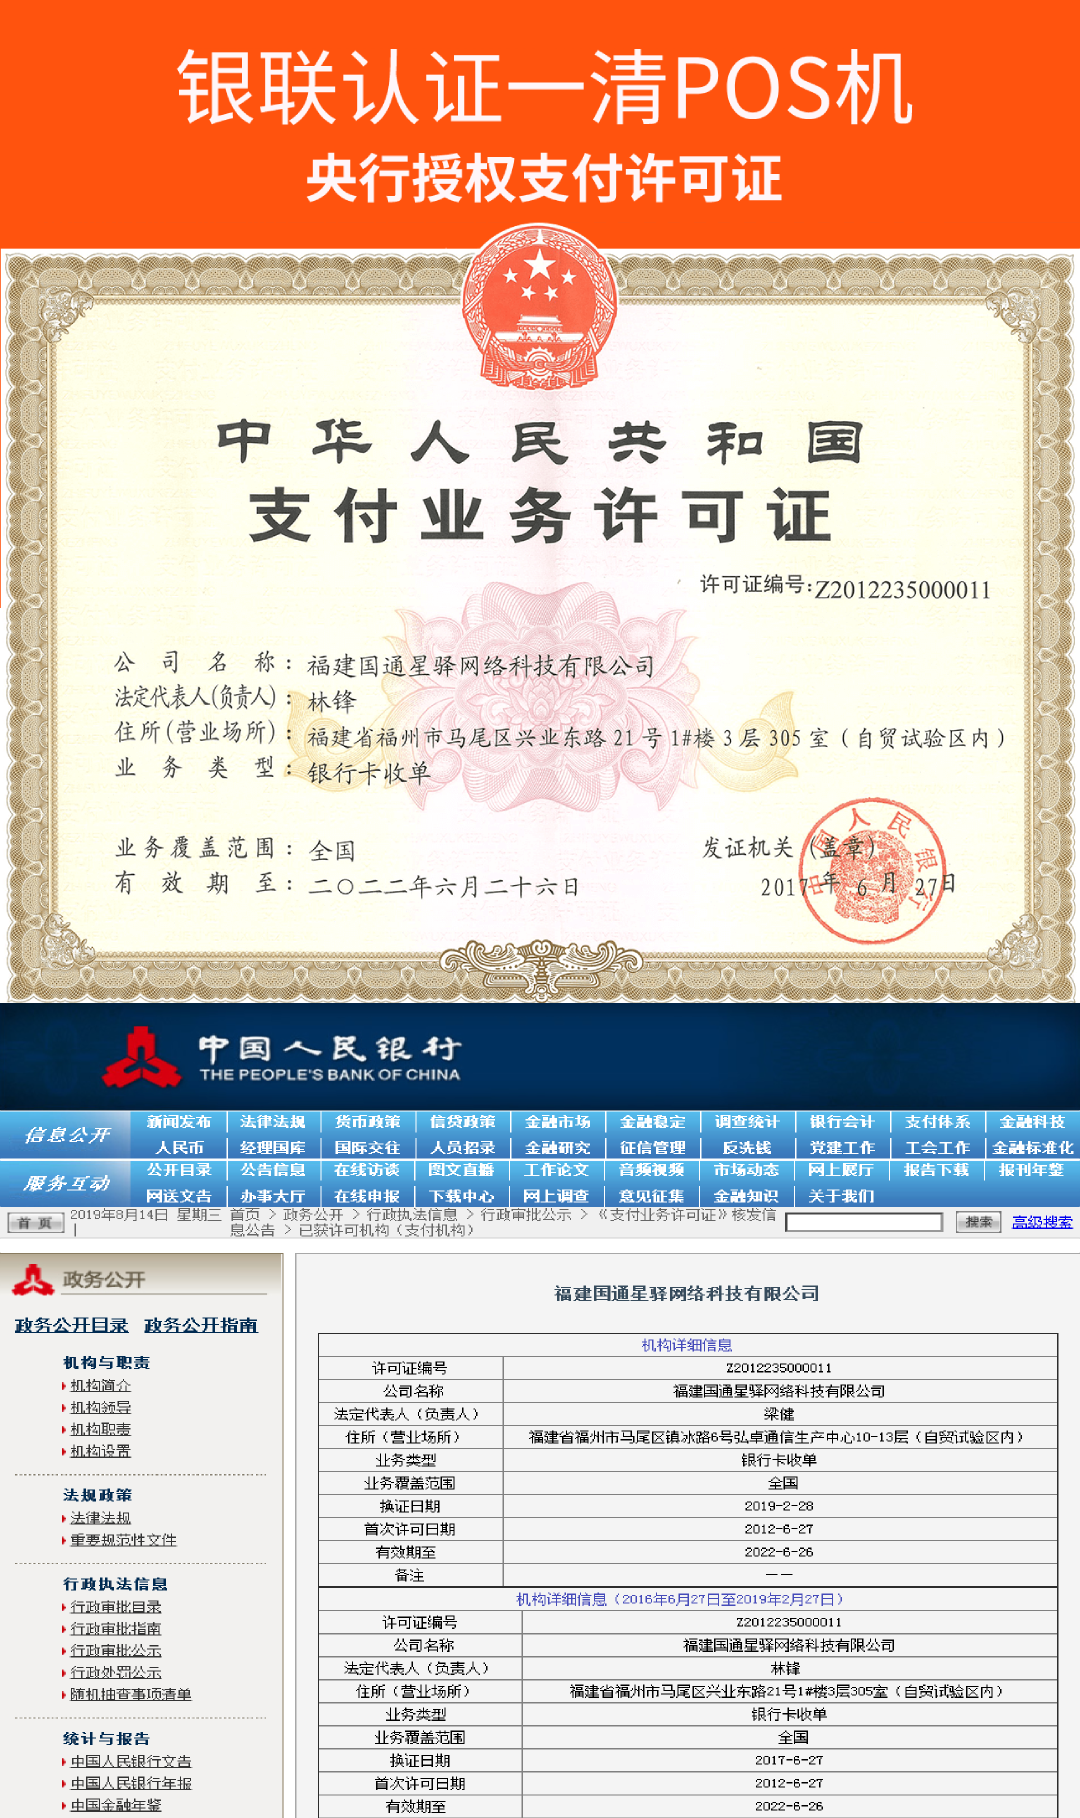 银联认证一清POS机
央行授权支付许可证
中华人民共和国
支付业务许可证
许可证编号:Z2012235000011
公司名称：福建国通星驿网络科技有限公司
法定代表人(负责人)：林锋
住所(营业场所)：福建省福州市马尾区兴业东路21号1#楼3层305室（自贸试验区内）
业务类型：银行卡收单
业务覆盖范围：全国
有效期至：二〇二二年六月二十六日
发证机关（盖章）
2017年6月27日
中国人民银行
中国人民银行
THE PEOPLE'S BANK OF CHINA
信息公开
新闻发布 法律法规 货币政策 信贷政策 金融市场 金融稳定 调查统计 银行会计 支付体系 金融科技
人民币 经理国库 国际交往 人员招录 金融研究 征信管理 反洗钱 党建工作 工会工作 金融标准化
服务互动
公开目录 公告信息 在线访谈 图文直播 工作论文 音频视频 市场动态 网上展厅 报告下载 报刊年鉴
网送文告 办事大厅 在线申报 下载中心 网上调查 意见征集 金融知识 关于我们
首页
2019年8月14日 星期三
|
首页 > 政务公开 > 行政执法信息 > 行政审批公示 > 《支付业务许可证》核发信
息公告 > 已获许可机构（支付机构）
搜索 高级搜索
政务公开
政务公开目录 政务公开指南
机构与职责
机构简介
机构领导
机构职责
机构设置
法规政策
法律法规
重要规范性文件
行政执法信息
行政审批目录
行政审批指南
行政审批公示
行政处罚公示
随机抽查事项清单
统计与报告
中国人民银行文告
中国人民银行年报
中国金融年鉴
福建国通星驿网络科技有限公司
机构详细信息
许可证编号 Z2012235000011
公司名称 福建国通星驿网络科技有限公司
法定代表人（负责人） 梁健
住所（营业场所） 福建省福州市马尾区镇冰路6号弘卓通信生产中心10-13层（自贸试验区内）
业务类型 银行卡收单
业务覆盖范围 全国
换证日期 2019-2-28
首次许可日期 2012-6-27
有效期至 2022-6-26
备注 ——
机构详细信息（2016年6月27日至2019年2月27日）
许可证编号 Z2012235000011
公司名称 福建国通星驿网络科技有限公司
法定代表人（负责人） 林锋
住所（营业场所） 福建省福州市马尾区兴业东路21号1#楼3层305室（自贸试验区内）
业务类型 银行卡收单
业务覆盖范围 全国
换证日期 2017-6-27
首次许可日期 2012-6-27
有效期至 2022-6-26